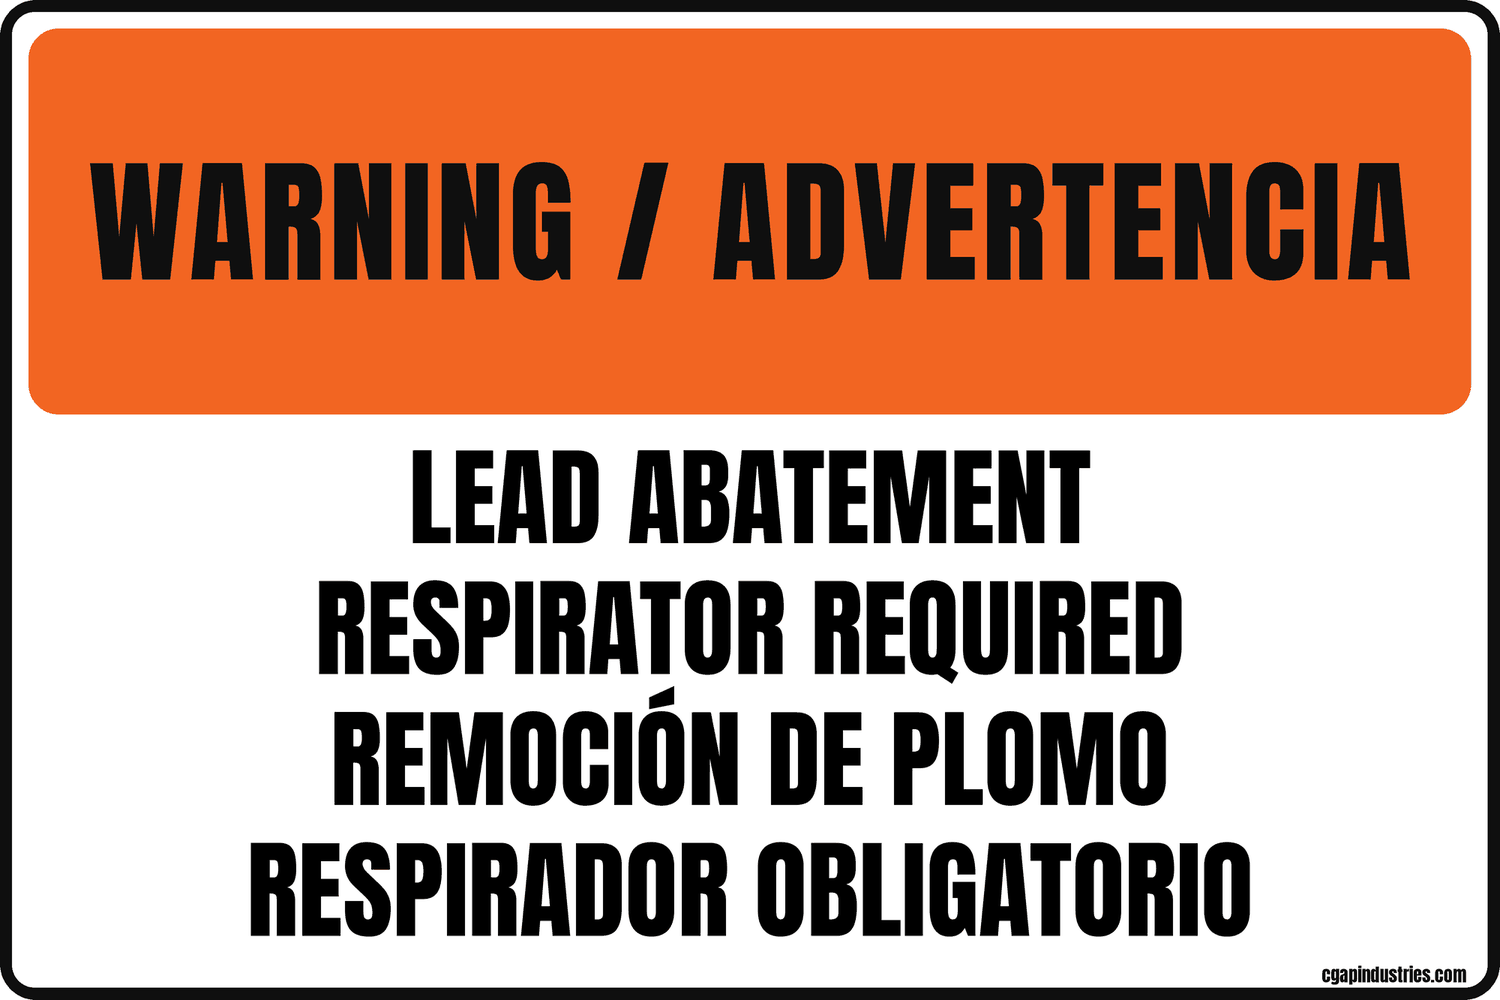 WARNING / ADVERTENCIA
LEAD ABATEMENT
RESPIRATOR REQUIRED
REMOCIÓN DE PLOMO
RESPIRADOR OBLIGATORIO
cgapindustries.com